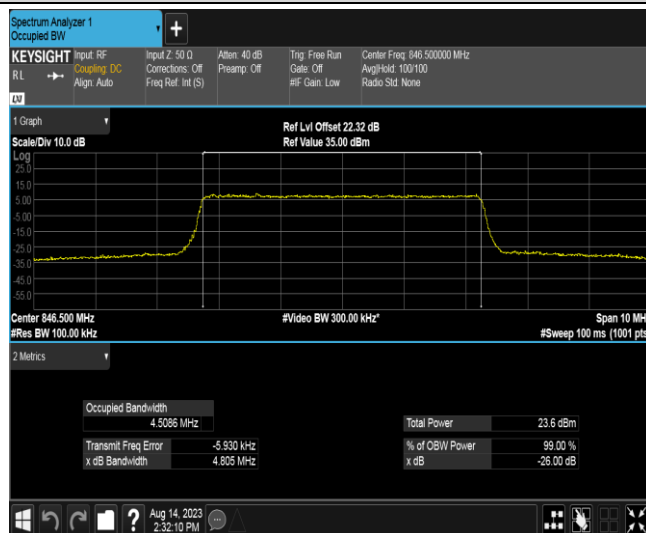 Spectrum Analyzer 1
Occupied BW
+
KEYSIGHT
RL
LXI
Input: RF
Coupling: DC
Align: Auto
Input Z: 50 Ω
Corrections: Off
Freq Ref: Int (S)
Atten: 40 dB
Preamp: Off
Trig: Free Run
Gate: Off
#IF Gain: Low
Center Freq: 846.500000 MHz
Avg|Hold: 100/100
Radio Std: None
1 Graph
Scale/Div 10.0 dB
Ref Lvl Offset 22.32 dB
Ref Value 35.00 dBm
Log
25.0
15.0
5.00
-5.00
-15.0
-25.0
-35.0
-45.0
-55.0
Center 846.500 MHz
#Res BW 100.00 kHz
#Video BW 300.00 kHz*
Span 10 MH
#Sweep 100 ms (1001 pts
2 Metrics
Occupied Bandwidth
4.5086 MHz
Transmit Freq Error -5.930 kHz
x dB Bandwidth 4.805 MHz
Total Power 23.6 dBm
% of OBW Power 99.00 %
x dB -26.00 dB
?
Aug 14, 2023
2:32:10 PM